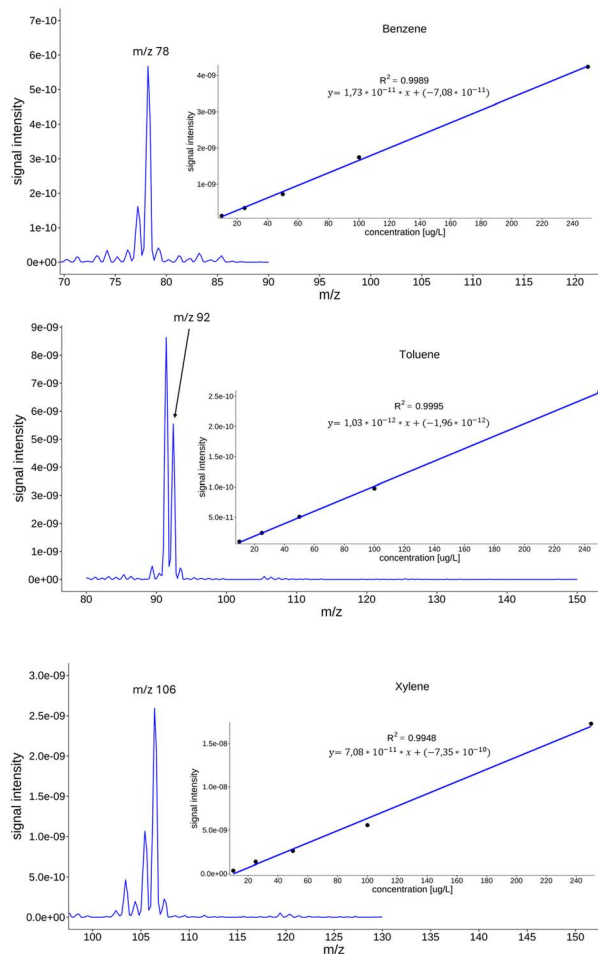 Benzene
m/z 78
signal intensity
7e-10
6e-10
5e-10
4e-10
3e-10
2e-10
1e-10
0e+00
70 75 80 85 90 95 100 105 110 115 120
m/z
signal intensity
4e-09
3e-09
2e-09
1e-09
R² = 0.9989
y= 1,73 * 10⁻¹¹ * x + (−7,08 * 10⁻¹¹)
20 40 60 80 100 120 140 160 180 200 220 240
concentration [ug/L]
m/z 92
Toluene
signal intensity
9e-09
8e-09
7e-09
6e-09
5e-09
4e-09
3e-09
2e-09
1e-09
0e+00
80 90 100 110 120 130 140 150
m/z
signal intensity
2.5e-10
2.0e-10
1.5e-10
1.0e-10
5.0e-11
R² = 0.9995
y= 1,03 * 10⁻¹² * x + (−1,96 * 10⁻¹²)
20 40 60 80 100 120 140 160 180 200 220 240
concentration [ug/L]
m/z 106
Xylene
signal intensity
3.0e-09
2.5e-09
2.0e-09
1.5e-09
1.0e-09
5.0e-10
0.0e+00
100 105 110 115 120 125 130 135 140 145 150
m/z
signal intensity
1.5e-08
1.0e-08
5.0e-09
0.0e+00
R² = 0.9948
y= 7,08 * 10⁻¹¹ * x + (−7,35 * 10⁻¹⁰)
20 40 60 80 100 120 140 160 180 200 220 240
concentration [ug/L]